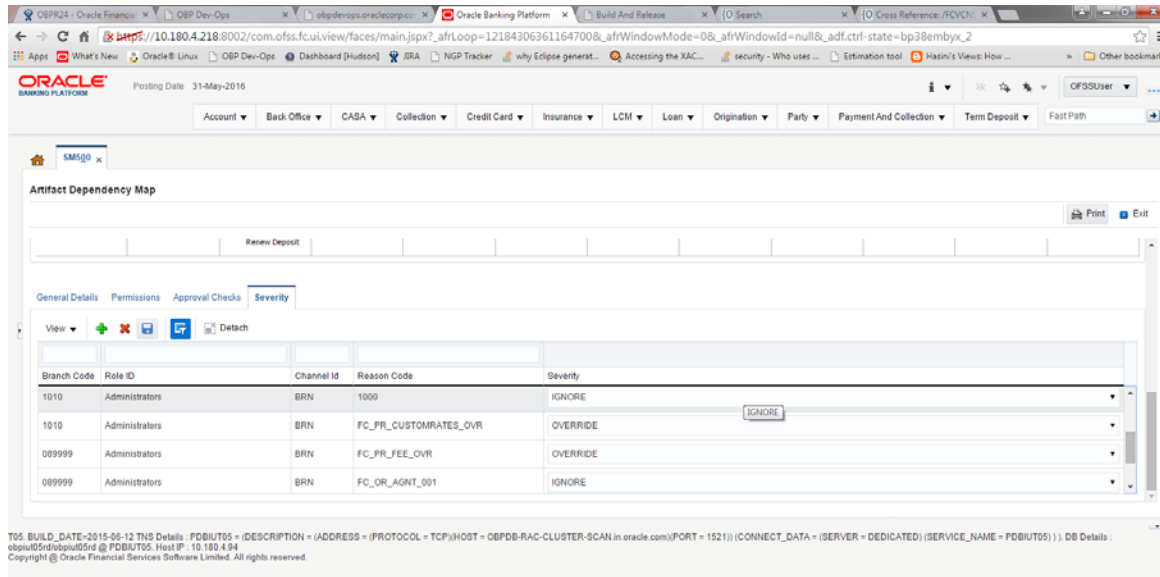 OBPR24 - Oracle Financia
OBP Dev-Ops
obpdevops.oraclecorp.co
Oracle Banking Platform
Build And Release
{O Search
{O Cross Reference: /FCVCN
https://10.180.4.218:8002/com.ofss.fc.ui.view/faces/main.jspx?_afrLoop=12184306361164700&_afrWindowMode=0&_afrWindowId=null&_adf.ctrl-state=bp38embyx_2
Apps What's New Oracle® Linux OBP Dev-Ops Dashboard [Hudson] JIRA NGP Tracker why Eclipse generat... Accessing the XAC... security - Who uses ... Estimation tool Hasini's Views: How ... » Other bookmar
ORACLE
BANKING PLATFORM
Posting Date 31-May-2016
OFSSUser
Account Back Office CASA Collection Credit Card Insurance LCM Loan Origination Party Payment And Collection Term Deposit Fast Path
SM500 x
Artifact Dependency Map
Print Exit
Renew Deposit
General Details Permissions Approval Checks Severity
View Detach
Branch Code Role ID Channel Id Reason Code Severity
1010 Administrators BRN 1000 IGNORE
IGNORE
1010 Administrators BRN FC_PR_CUSTOMRATES_OVR OVERRIDE
089999 Administrators BRN FC_PR_FEE_OVR OVERRIDE
089999 Administrators BRN FC_OR_AGNT_001 IGNORE
T05. BUILD_DATE=2015-06-12 TNS Details : PDBIUT05 = (DESCRIPTION = (ADDRESS = (PROTOCOL = TCP)(HOST = OBPDB-RAC-CLUSTER-SCAN.in.oracle.com)(PORT = 1521)) (CONNECT_DATA = (SERVER = DEDICATED) (SERVICE_NAME = PDBIUT05) ) ). DB Details :
obpiut05rd/obpiut05rd @ PDBIUT05. Host IP : 10.180.4.94
Copyright @ Oracle Financial Services Software Limited. All rights reserved.